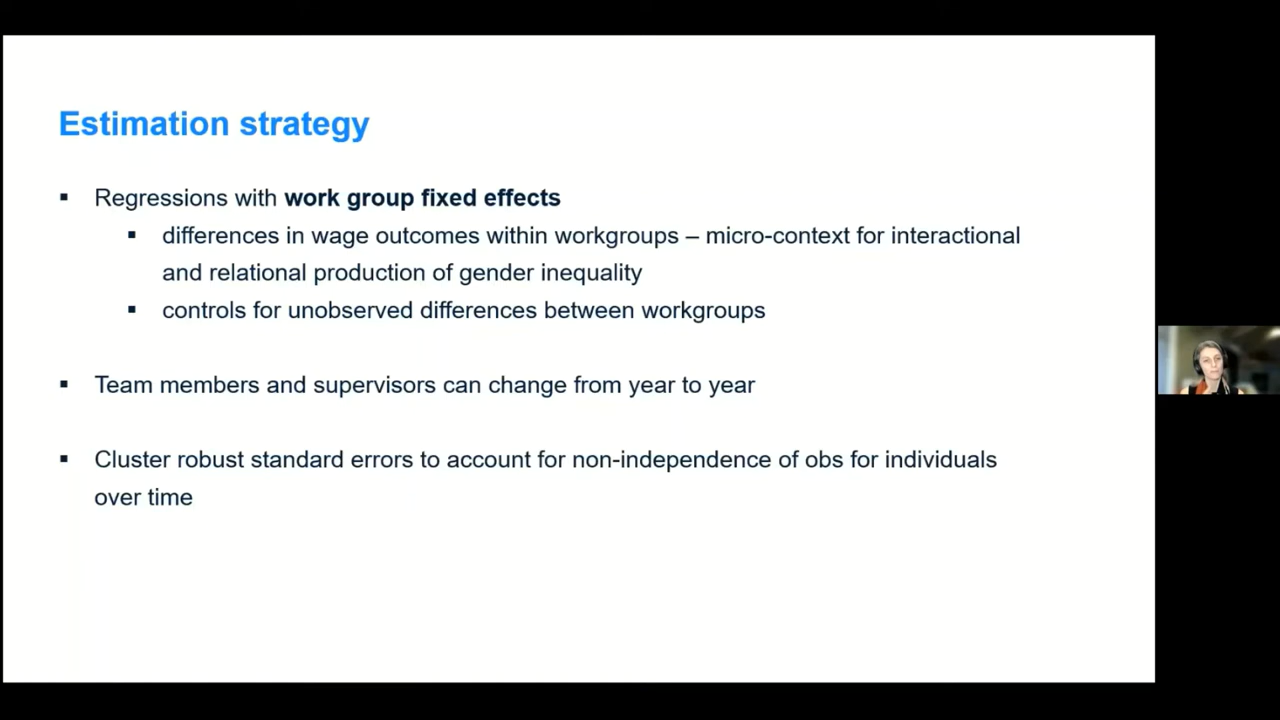 Estimation strategy
▪ Regressions with work group fixed effects
▪ differences in wage outcomes within workgroups – micro-context for interactional
and relational production of gender inequality
▪ controls for unobserved differences between workgroups
▪ Team members and supervisors can change from year to year
▪ Cluster robust standard errors to account for non-independence of obs for individuals
over time